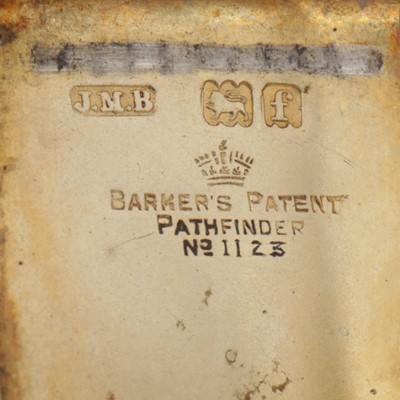 J.M.B f
BARKER'S PATENT
PATHFINDER
No 1123